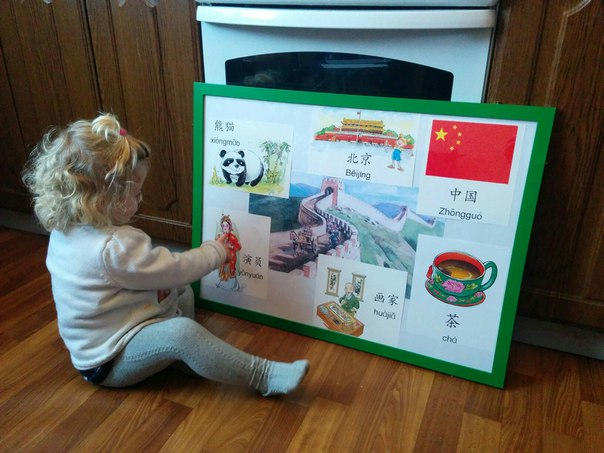 熊猫
xióngmāo
北京
Běijīng
中国
Zhōngguó
演员
yǎnyuán
画家
huàjiā
茶
chá